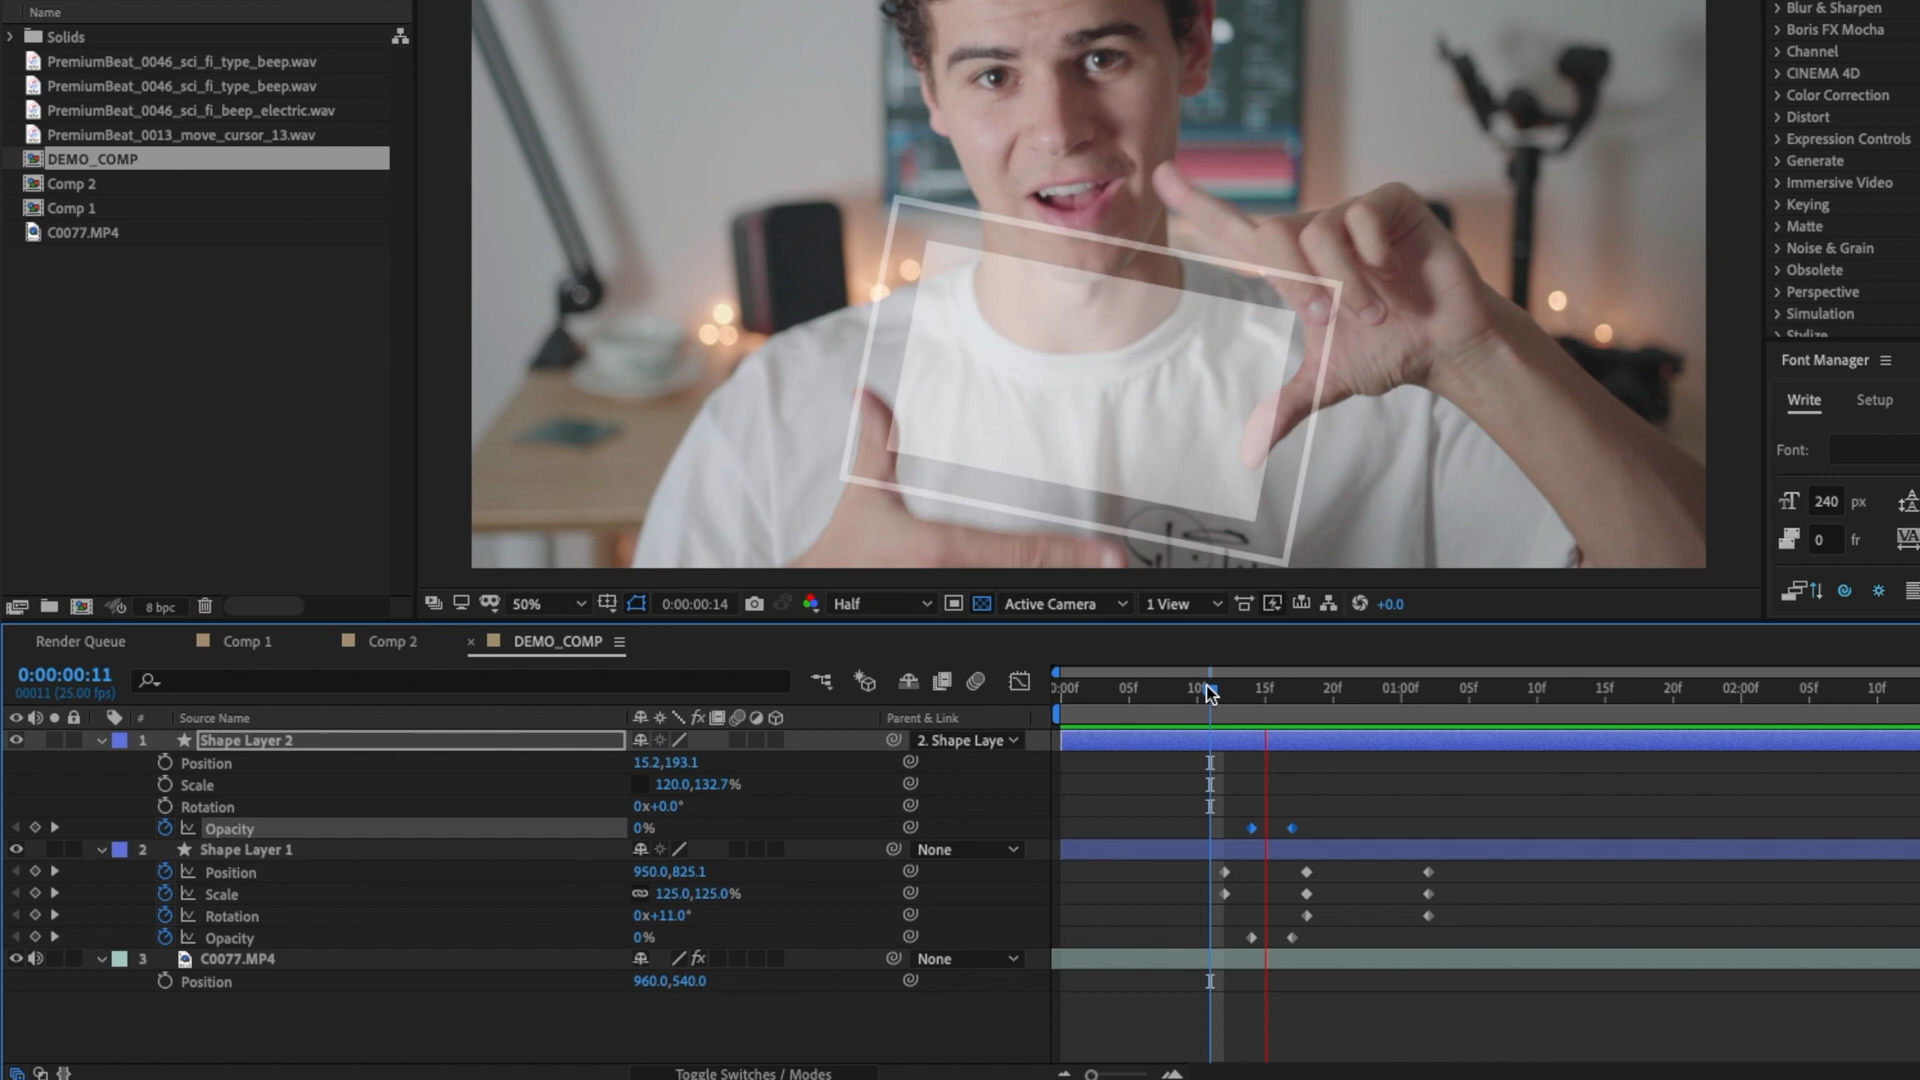 Name
Solids
PremiumBeat_0046_sci_fi_type_beep.wav
PremiumBeat_0046_sci_fi_type_beep.wav
PremiumBeat_0046_sci_fi_beep_electric.wav
PremiumBeat_0013_move_cursor_13.wav
DEMO_COMP
Comp 2
Comp 1
C0077.MP4
8 bpc
50%
0:00:00:14
Half
Active Camera
1 View
+0.0
Blur & Sharpen
Boris FX Mocha
Channel
CINEMA 4D
Color Correction
Distort
Expression Controls
Generate
Immersive Video
Keying
Matte
Noise & Grain
Obsolete
Perspective
Simulation
Stylize
Font Manager
Write Setup
Font:
240 px
0 fr
Render Queue Comp 1 Comp 2 × DEMO_COMP
0:00:00:11
00011 (25.00 fps)
05f 15f 20f 01:00f 05f 10f 15f 20f 02:00f 05f 10f
# Source Name Parent & Link
1 Shape Layer 2 2. Shape Laye
Position 15.2,193.1
Scale 120.0,132.7%
Rotation 0x+0.0°
Opacity 0%
2 Shape Layer 1 None
Position 950.0,825.1
Scale 125.0,125.0%
Rotation 0x+11.0°
Opacity 0%
3 C0077.MP4 None
Position 960.0,540.0
Toggle Switches / Modes